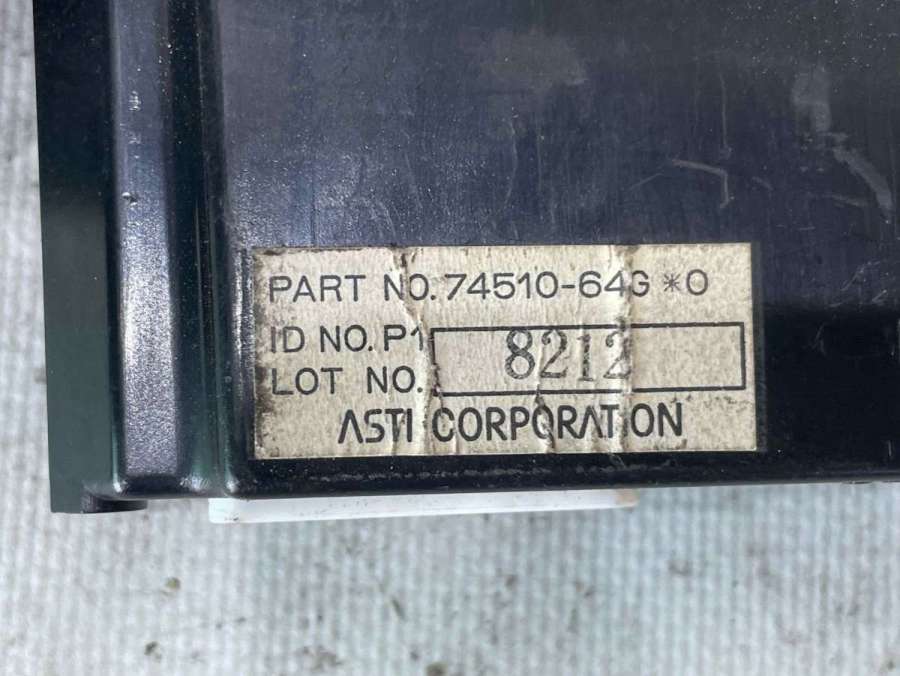 PART NO. 74510-64G *0
ID NO. P1
8212
LOT NO.
ASTI CORPORATION